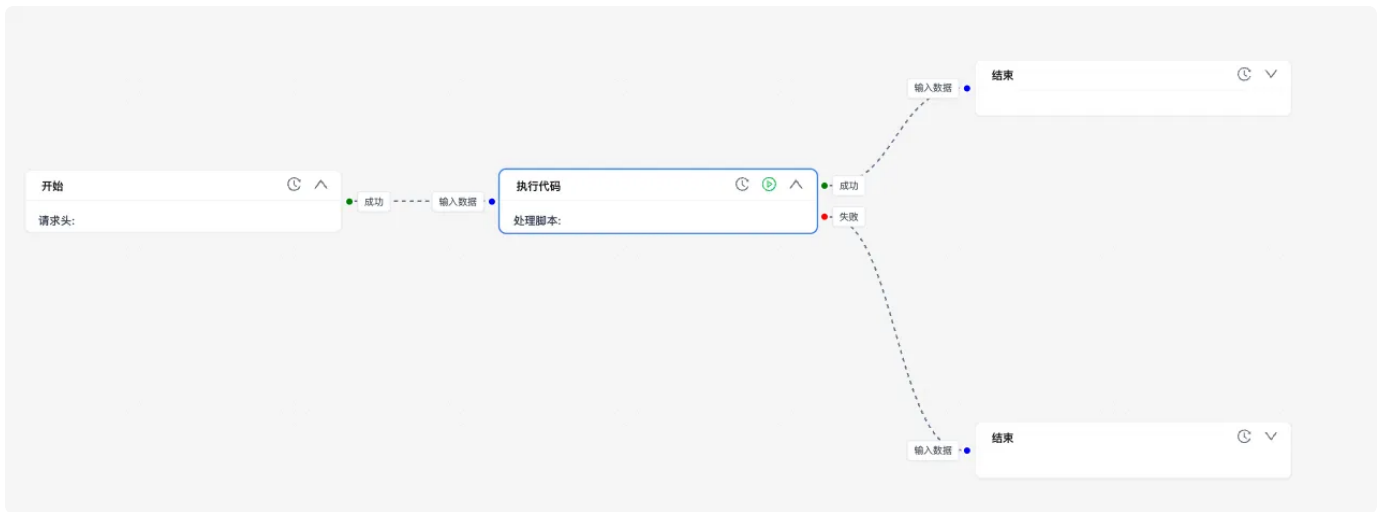 开始
请求头:
成功
输入数据
执行代码
处理脚本:
成功
失败
输入数据
结束
输入数据
结束